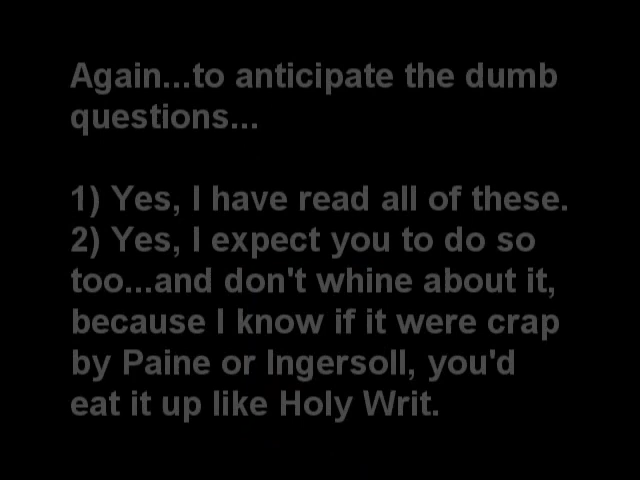 Again...to anticipate the dumb
questions...
1) Yes, I have read all of these.
2) Yes, I expect you to do so
too...and don't whine about it,
because I know if it were crap
by Paine or Ingersoll, you'd
eat it up like Holy Writ.